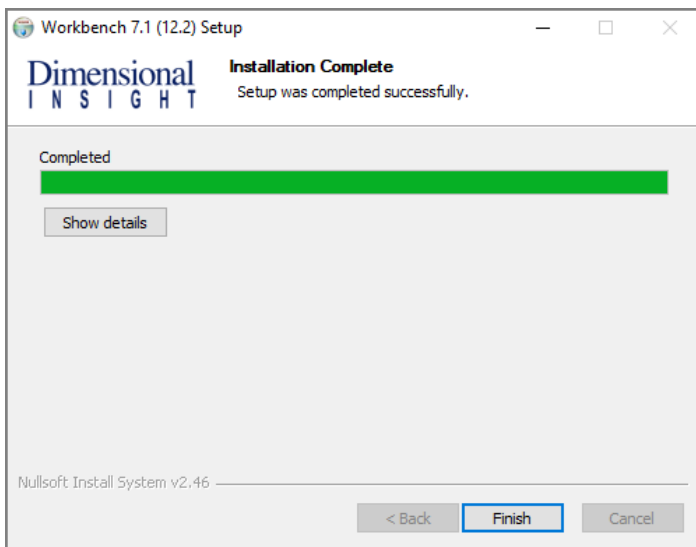 Workbench 7.1 (12.2) Setup
Dimensional
INSIGHT
Installation Complete
Setup was completed successfully.
Completed
Show details
Nullsoft Install System v2.46
< Back
Finish
Cancel